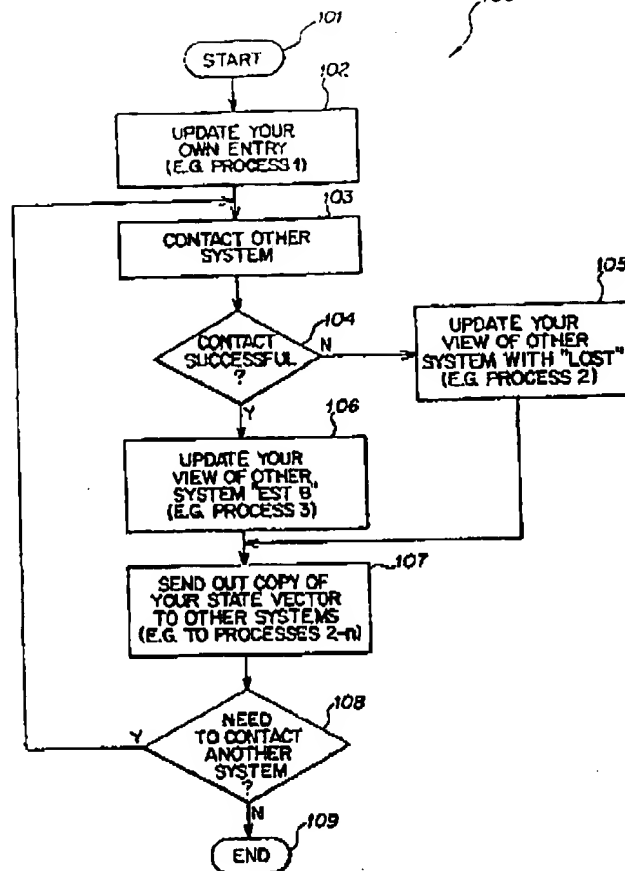 101
START
102
UPDATE YOUR
OWN ENTRY
(E.G. PROCESS 1)
103
CONTACT OTHER
SYSTEM
104
CONTACT
SUCCESSFUL
?
N
Y
105
UPDATE YOUR
VIEW OF OTHER
SYSTEM WITH "LOST"
(E.G. PROCESS 2)
106
UPDATE YOUR
VIEW OF OTHER
SYSTEM "EST B"
(E.G. PROCESS 3)
107
SEND OUT COPY OF
YOUR STATE VECTOR
TO OTHER SYSTEMS
(E.G. TO PROCESSES 2-n)
108
NEED
TO CONTACT
ANOTHER
SYSTEM
?
Y
N
109
END